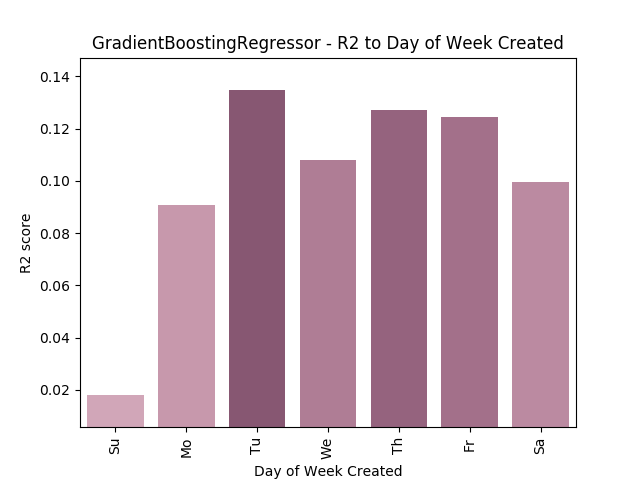 GradientBoostingRegressor - R2 to Day of Week Created
0.14
0.12
0.10
0.08
0.06
0.04
0.02
R2 score
Su
Mo
Tu
We
Th
Fr
Sa
Day of Week Created